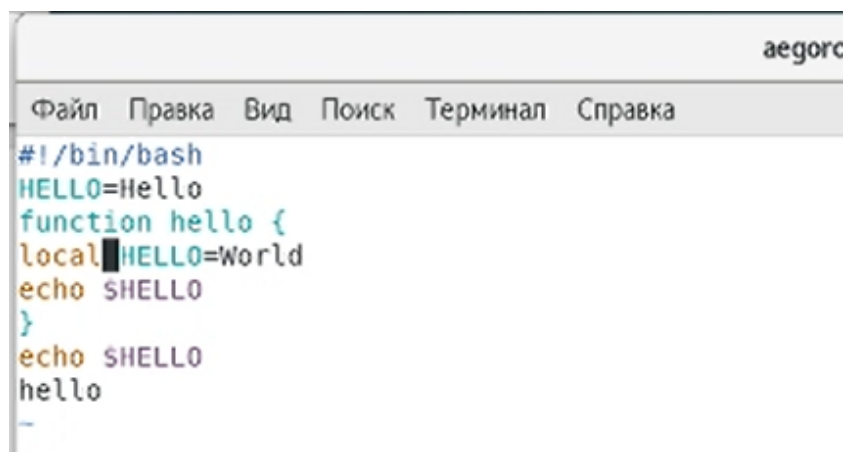 Файл Правка Вид Поиск Терминал Справка
#!/bin/bash
HELLO=Hello
function hello {
local HELLO=World
echo $HELLO
}
echo $HELLO
hello
~